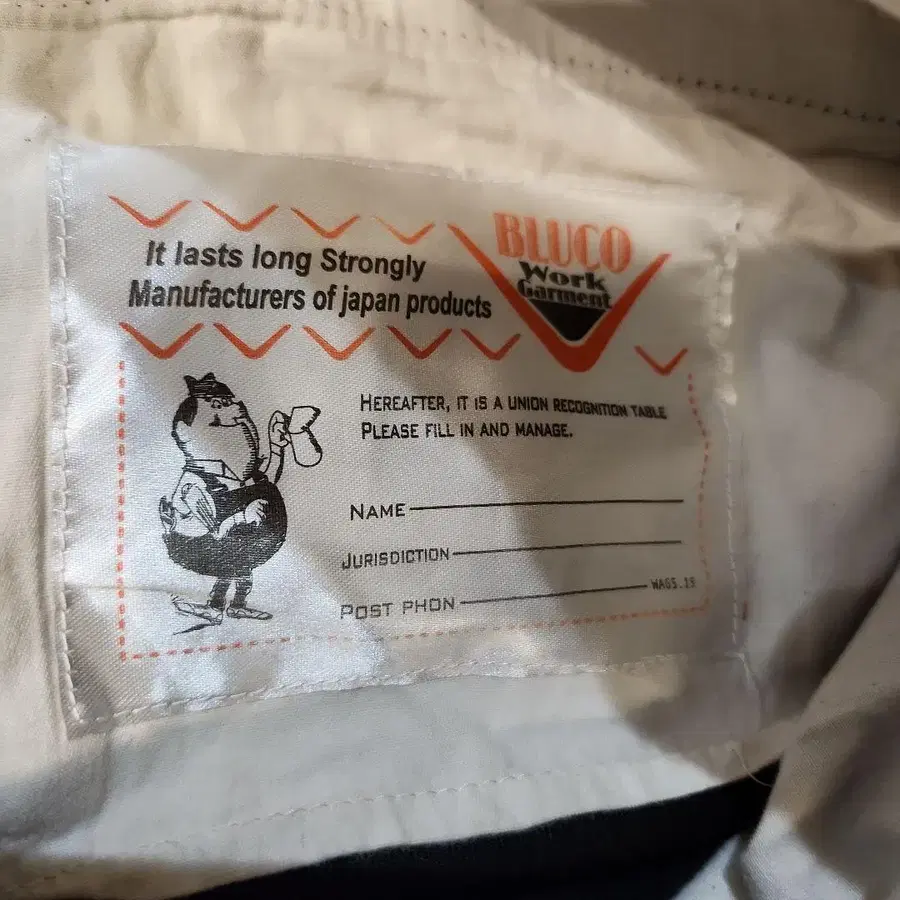 BLUCO
Work
Garment
It lasts long Strongly
Manufacturers of japan products
HEREAFTER, IT IS A UNION RECOGNITION TABLE
PLEASE FILL IN AND MANAGE.
NAME
JURISDICTION
POST PHON
WAGS.19